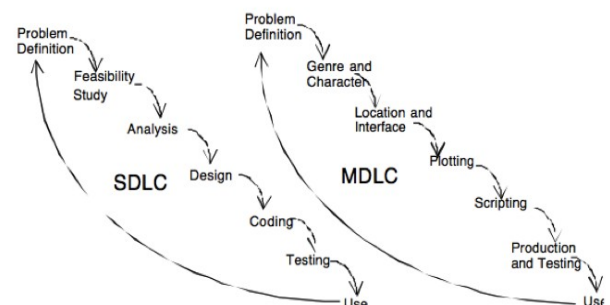 Problem
Definition
Feasibility
Study
Analysis
SDLC
Design
Coding
Testing
Use
Problem
Definition
Genre and
Character
Location and
Interface
MDLC
Plotting
Scripting
Production
and Testing
Use